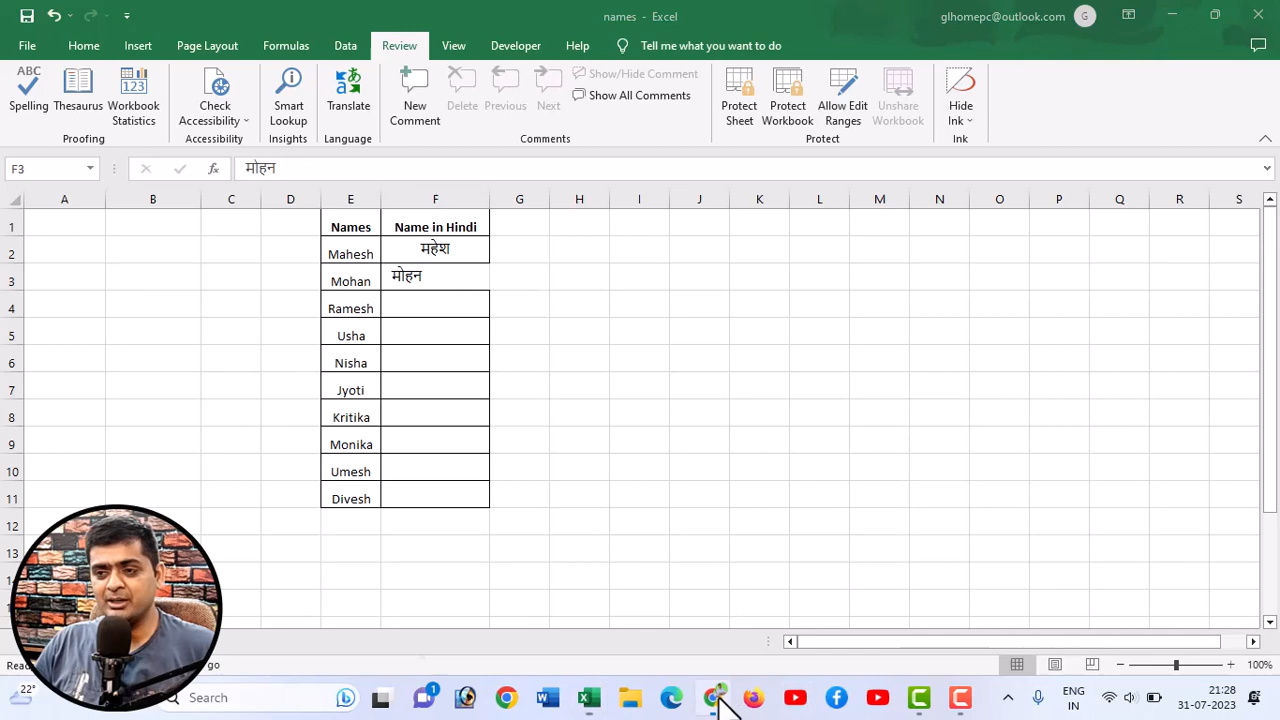 names - Excel
glhomepc@outlook.com
G
File Home Insert Page Layout Formulas Data Review View Developer Help Tell me what you want to do
ABC Spelling
Thesaurus
123 Workbook Statistics
Proofing
Check Accessibility
Accessibility
Smart Lookup
Insights
Translate
Language
New Comment
Delete
Previous
Next
Show/Hide Comment
Show All Comments
Comments
Protect Sheet
Protect Workbook
Allow Edit Ranges
Unshare Workbook
Protect
Hide Ink
Ink
F3 fx मोहन
A B C D E F G H I J K L M N O P Q R S
1 Names Name in Hindi
2 Mahesh महेश
3 Mohan मोहन
4 Ramesh
5 Usha
6 Nisha
7 Jyoti
8 Kritika
9 Monika
10 Umesh
11 Divesh
12
13
go
100%
22°
Search
1
ENG
IN
21:28
31-07-2023